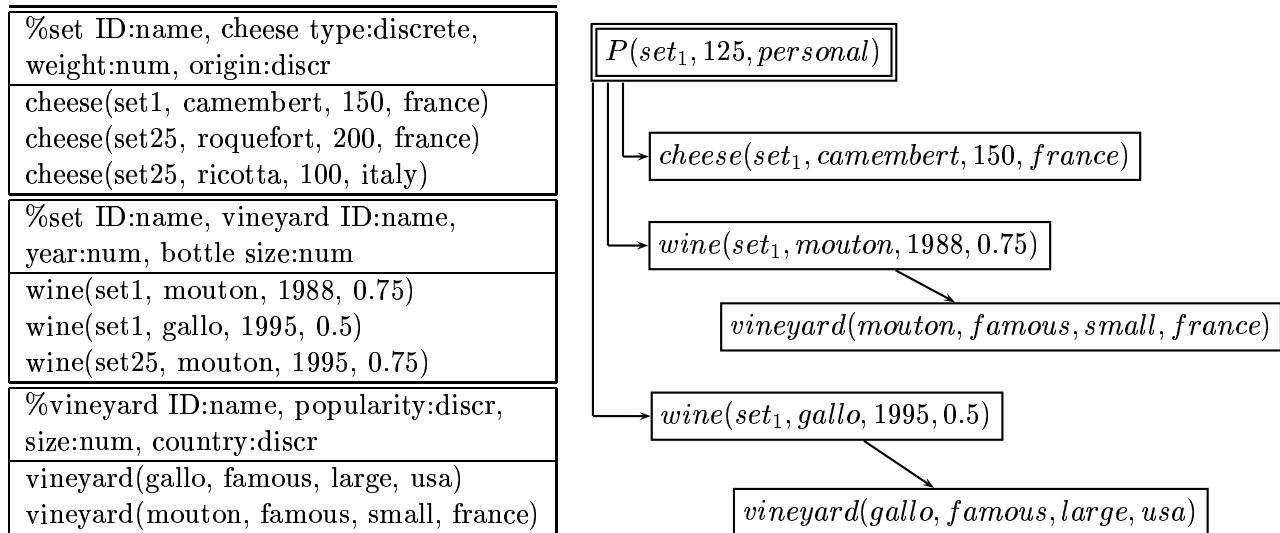 %set ID:name, cheese type:discrete,
weight:num, origin:discr
cheese(set1, camembert, 150, france)
cheese(set25, roquefort, 200, france)
cheese(set25, ricotta, 100, italy)
%set ID:name, vineyard ID:name,
year:num, bottle size:num
wine(set1, mouton, 1988, 0.75)
wine(set1, gallo, 1995, 0.5)
wine(set25, mouton, 1995, 0.75)
%vineyard ID:name, popularity:discr,
size:num, country:discr
vineyard(gallo, famous, large, usa)
vineyard(mouton, famous, small, france)
P(set₁, 125, personal)
cheese(set₁, camembert, 150, france)
wine(set₁, mouton, 1988, 0.75)
vineyard(mouton, famous, small, france)
wine(set₁, gallo, 1995, 0.5)
vineyard(gallo, famous, large, usa)